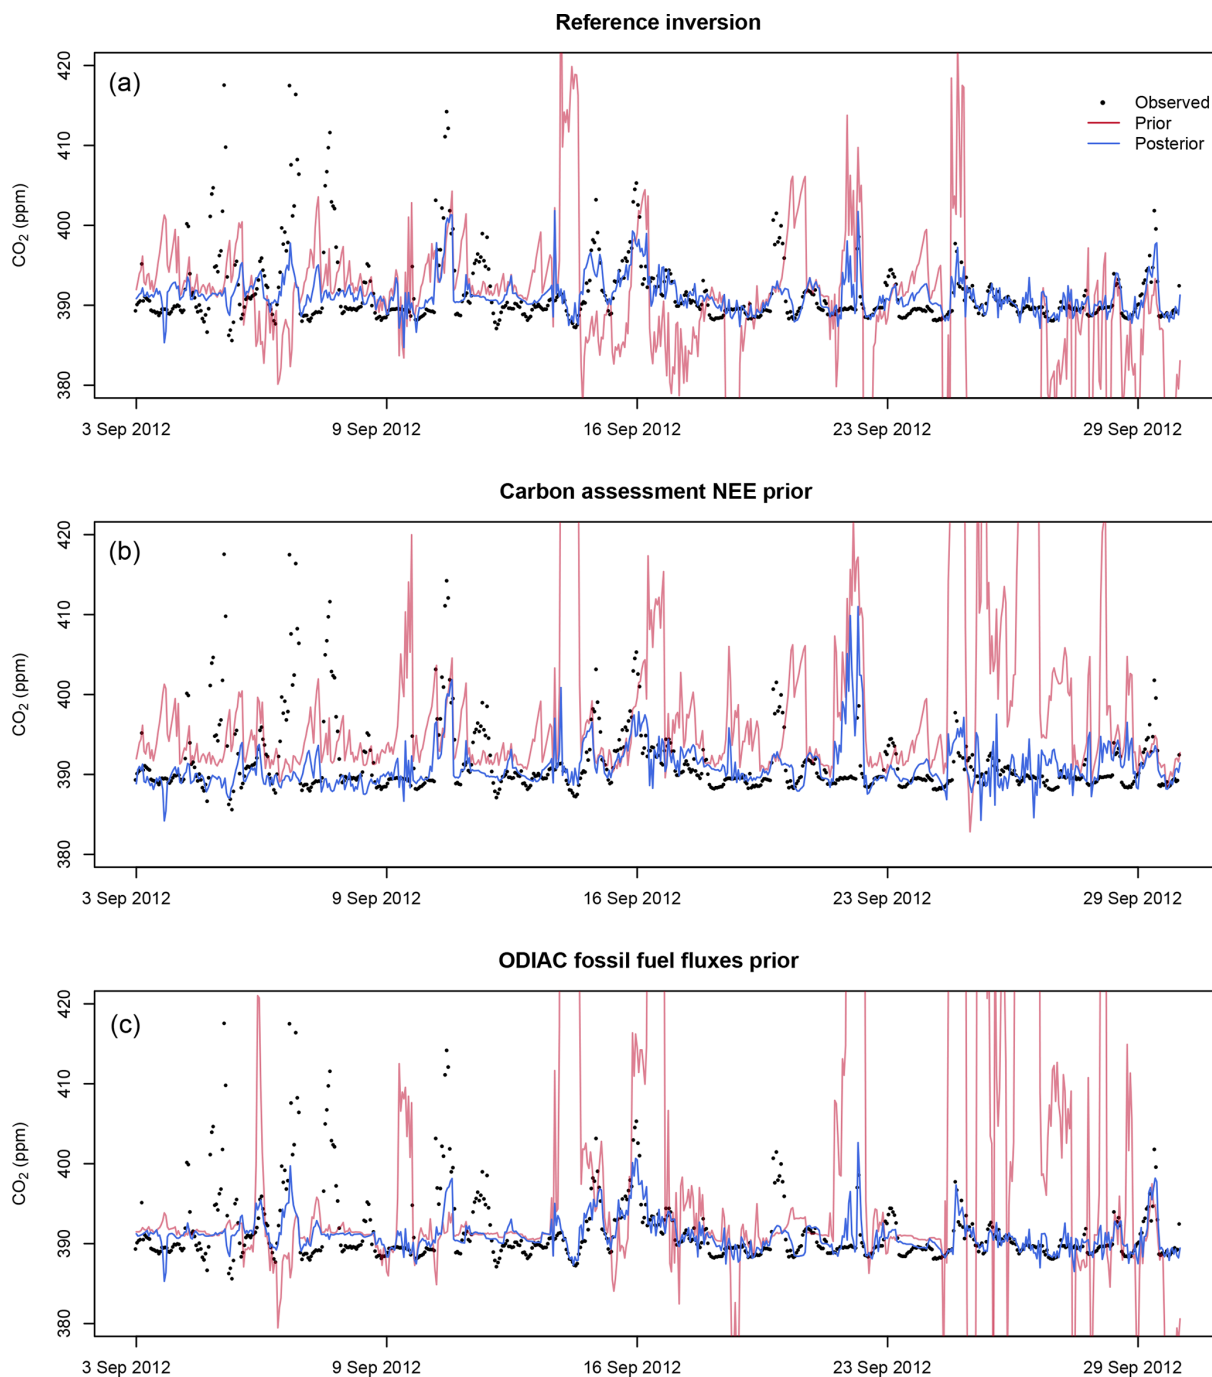 Reference inversion
(a)
420
410
400
390
380
CO₂ (ppm)
Observed
Prior
Posterior
3 Sep 2012
9 Sep 2012
16 Sep 2012
23 Sep 2012
29 Sep 2012
Carbon assessment NEE prior
(b)
420
410
400
390
380
CO₂ (ppm)
3 Sep 2012
9 Sep 2012
16 Sep 2012
23 Sep 2012
29 Sep 2012
ODIAC fossil fuel fluxes prior
(c)
420
410
400
390
380
CO₂ (ppm)
3 Sep 2012
9 Sep 2012
16 Sep 2012
23 Sep 2012
29 Sep 2012